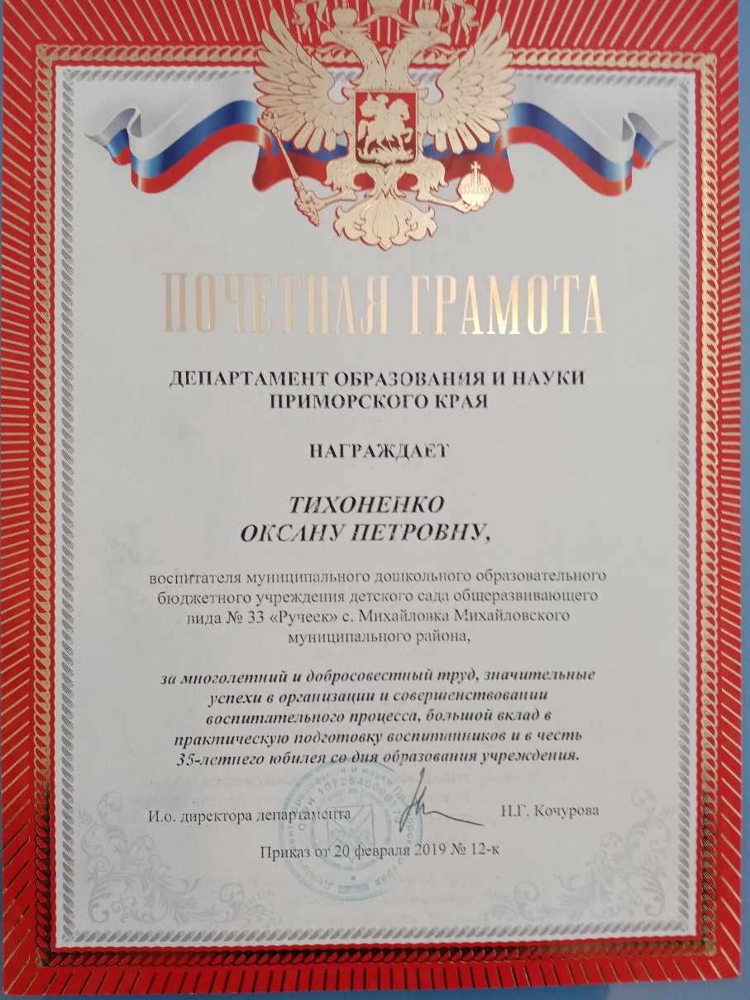 ПОЧЕТНАЯ ГРАМОТА
ДЕПАРТАМЕНТ ОБРАЗОВАНИЯ И НАУКИ
ПРИМОРСКОГО КРАЯ
НАГРАЖДАЕТ
ТИХОНЕНКО
ОКСАНУ ПЕТРОВНУ,
воспитателя муниципального дошкольного образовательного
бюджетного учреждения детского сада общеразвивающего
вида № 33 «Ручеек» с. Михайловка Михайловского
муниципального района,
за многолетний и добросовестный труд, значительные
успехи в организации и совершенствовании
воспитательного процесса, большой вклад в
практическую подготовку воспитанников и в честь
35-летнего юбилея со дня образования учреждения.
И.о. директора департамента Н.Г. Кочурова
Приказ от 20 февраля 2019 № 12-к